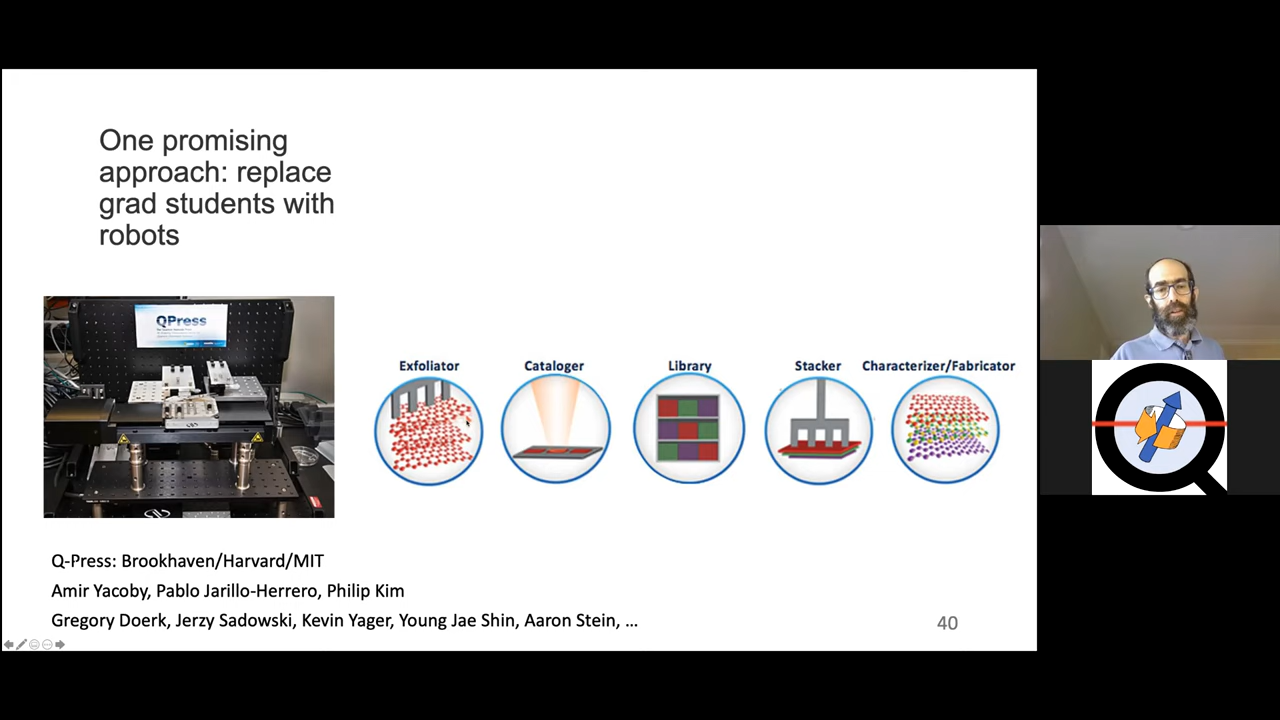 One promising
approach: replace
grad students with
robots
QPress
Exfoliator
Cataloger
Library
Stacker
Characterizer/Fabricator
Q-Press: Brookhaven/Harvard/MIT
Amir Yacoby, Pablo Jarillo-Herrero, Philip Kim
Gregory Doerk, Jerzy Sadowski, Kevin Yager, Young Jae Shin, Aaron Stein, ...
40